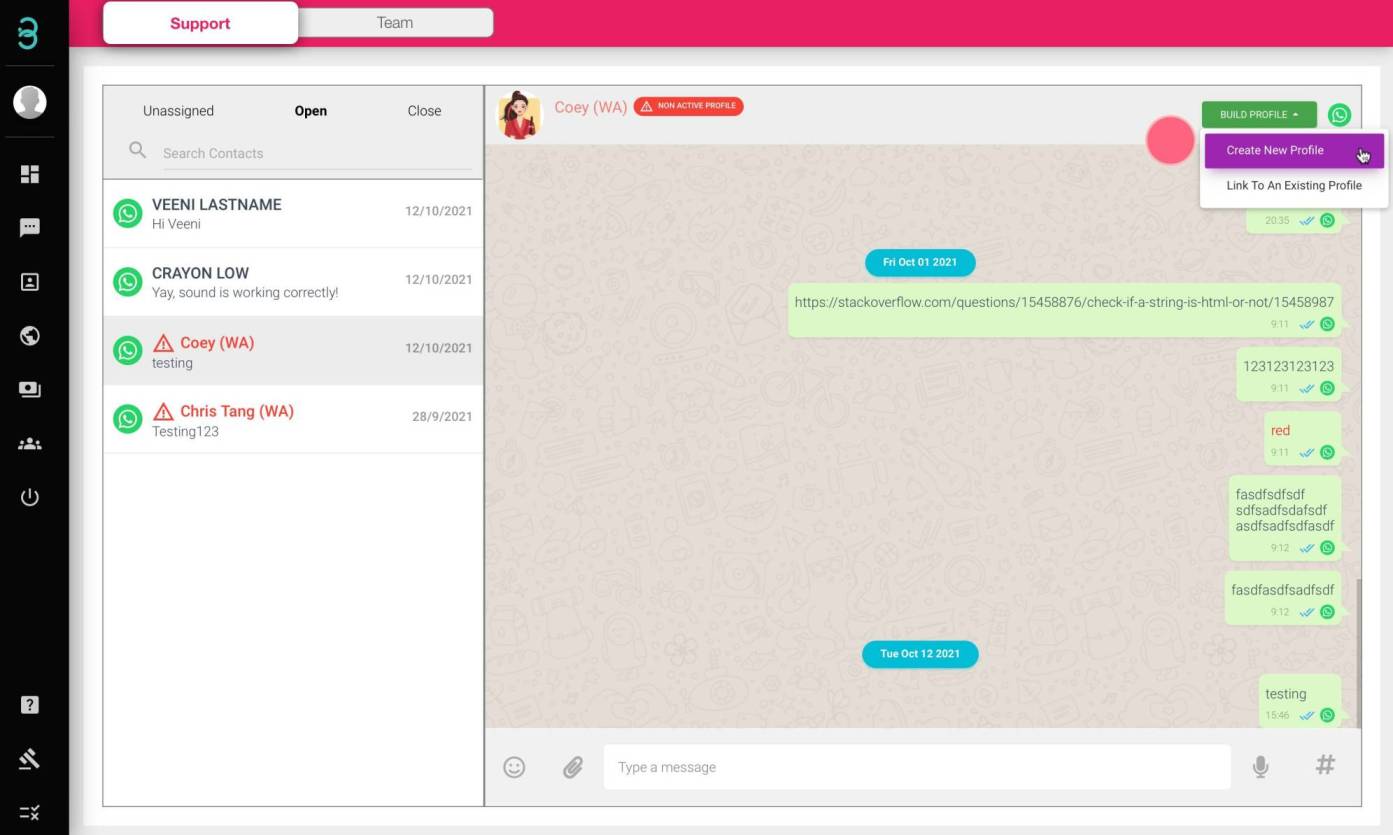 Support
Team
Unassigned
Open
Close
Search Contacts
VEENI LASTNAME
12/10/2021
Hi Veeni
CRAYON LOW
12/10/2021
Yay, sound is working correctly!
Coey (WA)
12/10/2021
testing
Chris Tang (WA)
28/9/2021
Testing123
Coey (WA)
NON ACTIVE PROFILE
BUILD PROFILE
Create New Profile
Link To An Existing Profile
20:35
Fri Oct 01 2021
https://stackoverflow.com/questions/15458876/check-if-a-string-is-html-or-not/15458987
9:11
123123123123
9:11
red
9:11
fasdfsdfsdf
sdfsadfsdafsdf
asdfsadfsdfasdf
9:12
fasdfasdfsadfsdf
9:12
Tue Oct 12 2021
testing
15:46
Type a message
#